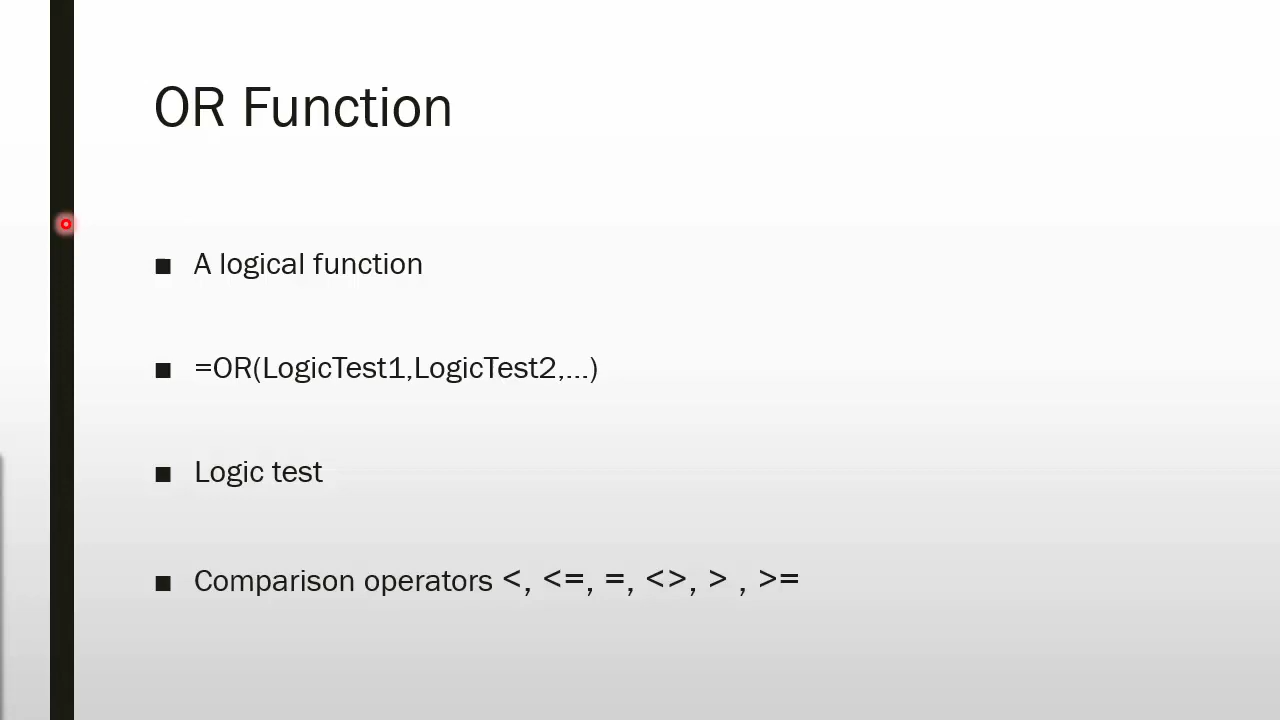 OR Function
■ A logical function
■ =OR(LogicTest1,LogicTest2,...)
■ Logic test
■ Comparison operators <, <=, =, <>, > , >=